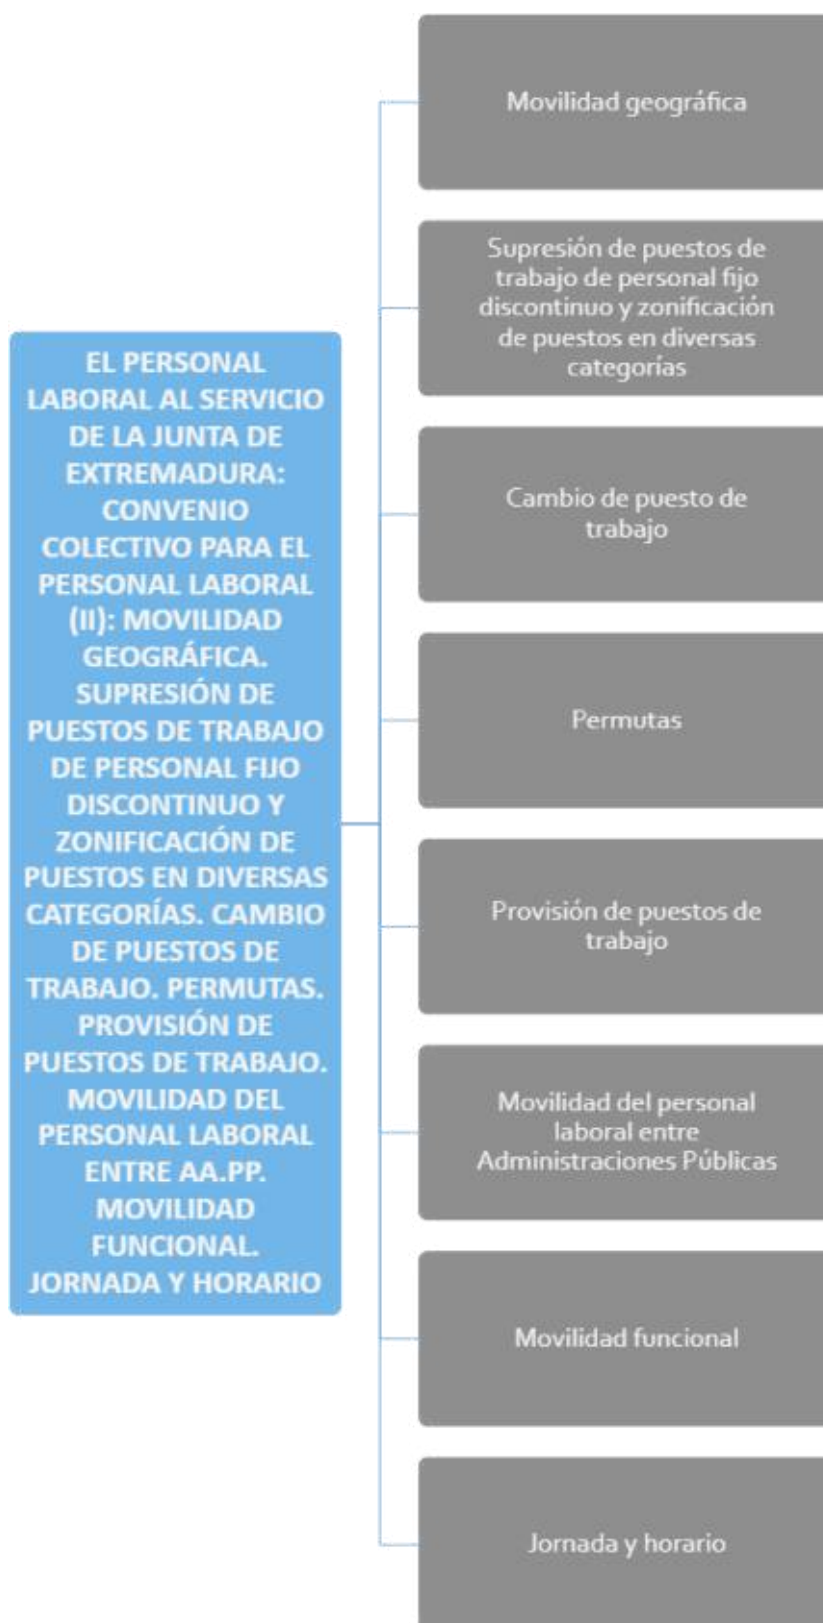 EL PERSONAL
LABORAL AL SERVICIO
DE LA JUNTA DE
EXTREMADURA:
CONVENIO
COLECTIVO PARA EL
PERSONAL LABORAL
(II): MOVILIDAD
GEOGRÁFICA.
SUPRESIÓN DE
PUESTOS DE TRABAJO
DE PERSONAL FIJO
DISCONTINUO Y
ZONIFICACIÓN DE
PUESTOS EN DIVERSAS
CATEGORÍAS. CAMBIO
DE PUESTOS DE
TRABAJO. PERMUTAS.
PROVISIÓN DE
PUESTOS DE TRABAJO.
MOVILIDAD DEL
PERSONAL LABORAL
ENTRE AA.PP.
MOVILIDAD
FUNCIONAL.
JORNADA Y HORARIO
Movilidad geográfica
Supresión de puestos de
trabajo de personal fijo
discontinuo y zonificación
de puestos en diversas
categorías
Cambio de puesto de
trabajo
Permutas
Provisión de puestos de
trabajo
Movilidad del personal
laboral entre
Administraciones Públicas
Movilidad funcional
Jornada y horario